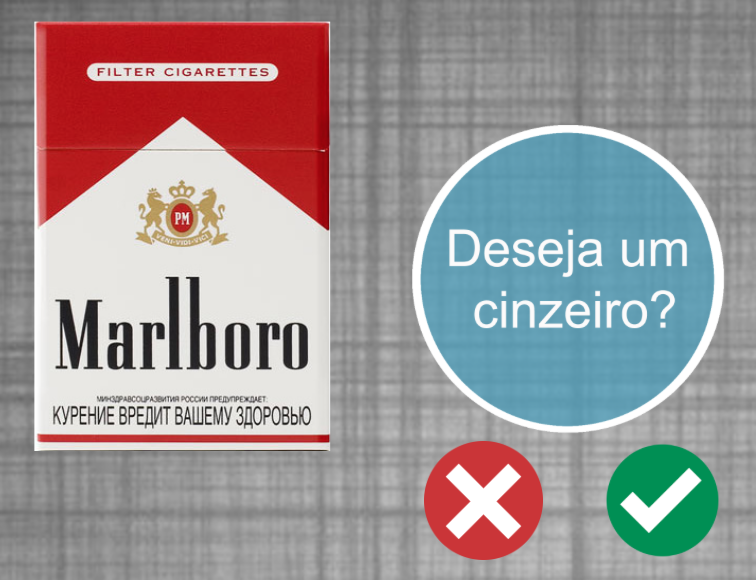 FILTER CIGARETTES
PM
VENI·VIDI·VICI
Marlboro
МИНЗДРАВСОЦРАЗВИТИЯ РОССИИ ПРЕДУПРЕЖДАЕТ:
КУРЕНИЕ ВРЕДИТ ВАШЕМУ ЗДОРОВЬЮ
Deseja um
cinzeiro?